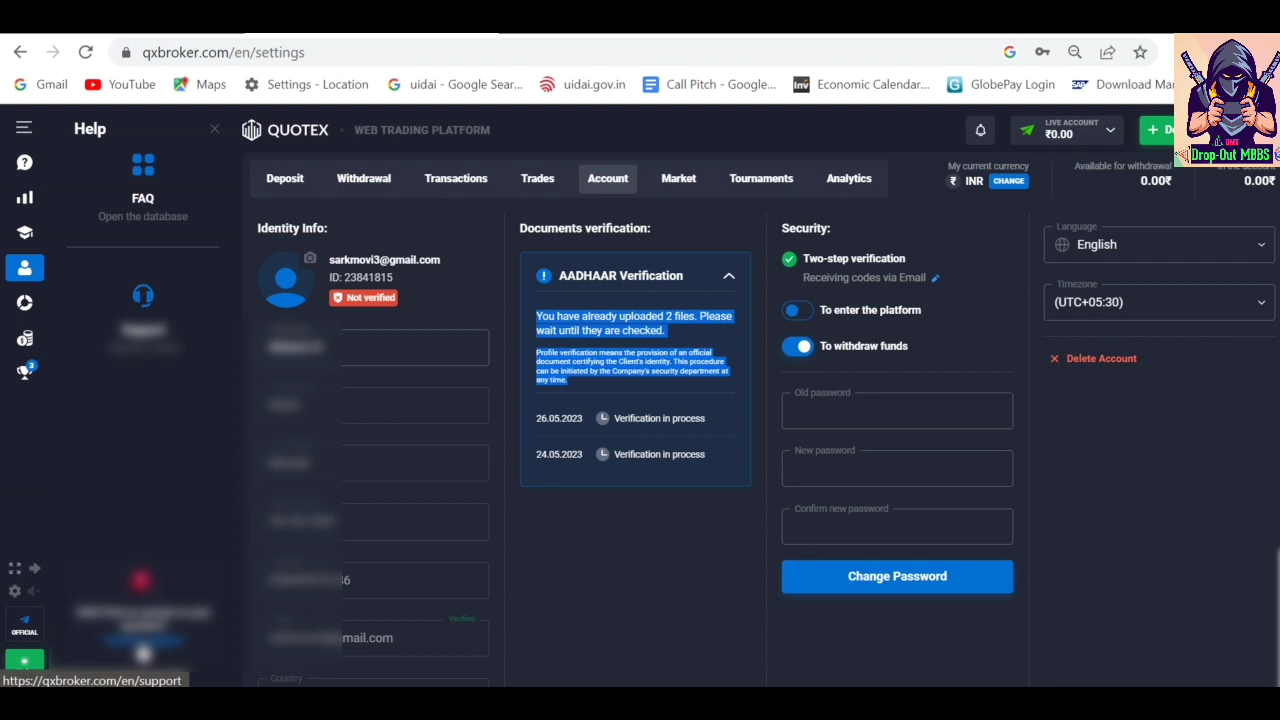 qxbroker.com/en/settings
Gmail
YouTube
Maps
Settings - Location
uidai - Google Sear...
uidai.gov.in
Call Pitch - Google...
Inv
Economic Calendar...
GlobePay Login
SAP
Download Mar
Drop-Out MBBS
Help
FAQ
Open the database
Support
3
OFFICIAL
https://qxbroker.com/en/support
QUOTEX
WEB TRADING PLATFORM
LIVE ACCOUNT
₹0.00
Deposit
Withdrawal
Transactions
Trades
Account
Market
Tournaments
Analytics
My current currency
₹ INR CHANGE
Available for withdrawal
0.00₹
0.00₹
Identity Info:
sarkmovi3@gmail.com
ID: 23841815
Not verified
46
Verified
mail.com
Country
Documents verification:
AADHAAR Verification
You have already uploaded 2 files. Please
wait until they are checked.
Profile verification means the provision of an official
document certifying the Client's identity. This procedure
can be initiated by the Company's security department at
any time.
26.05.2023 Verification in process
24.05.2023 Verification in process
Security:
Two-step verification
Receiving codes via Email
To enter the platform
To withdraw funds
Old password
New password
Confirm new password
Change Password
Language
English
Timezone
(UTC+05:30)
Delete Account